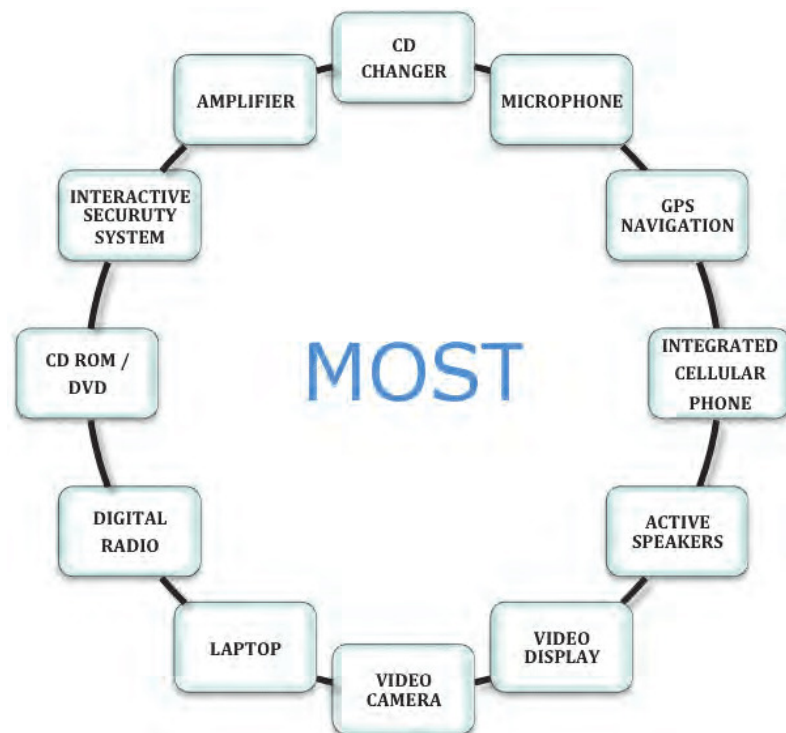 CD
CHANGER
MICROPHONE
GPS
NAVIGATION
INTEGRATED
CELLULAR
PHONE
ACTIVE
SPEAKERS
VIDEO
DISPLAY
VIDEO
CAMERA
LAPTOP
DIGITAL
RADIO
CD ROM /
DVD
INTERACTIVE
SECURUTY
SYSTEM
AMPLIFIER
MOST